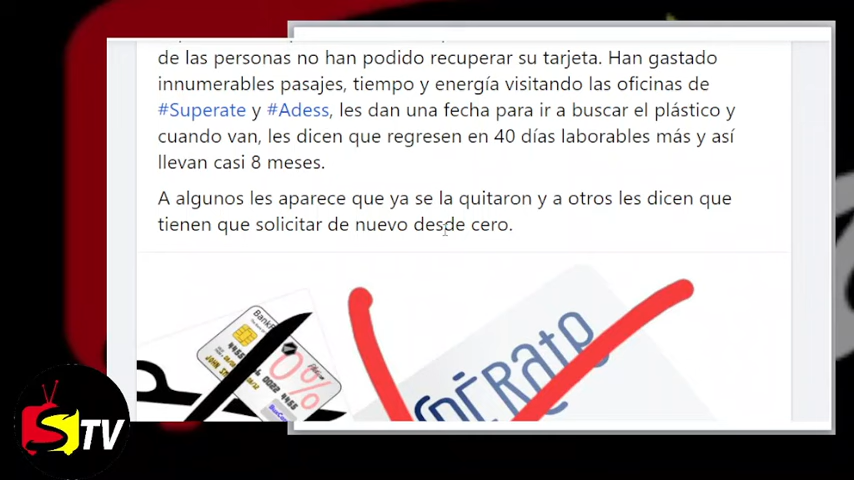 de las personas no han podido recuperar su tarjeta. Han gastado
innumerables pasajes, tiempo y energía visitando las oficinas de
#Superate y #Adess, les dan una fecha para ir a buscar el plástico y
cuando van, les dicen que regresen en 40 días laborables más y así
llevan casi 8 meses.
A algunos les aparece que ya se la quitaron y a otros les dicen que
tienen que solicitar de nuevo desde cero.
0%
STV